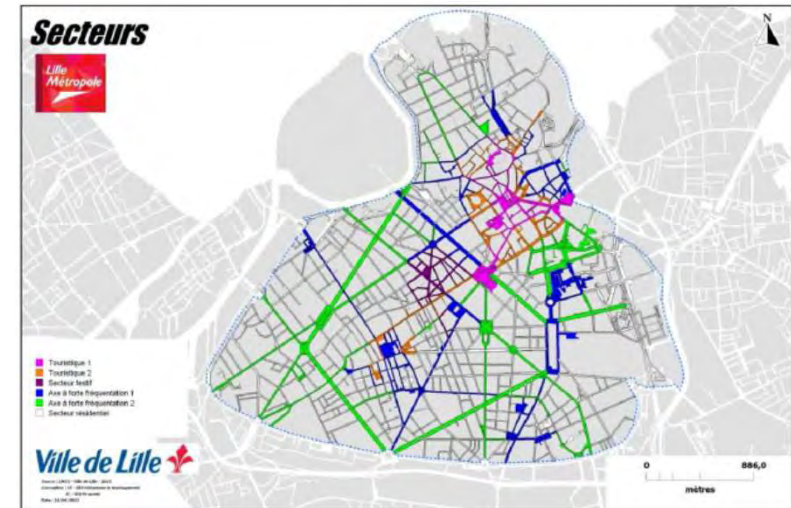 Secteurs
Lille
Métropole
N
Touristique 1
Touristique 2
Secteur festif
Axe à forte fréquentation 1
Axe à forte fréquentation 2
Secteur résidentiel
Ville de Lille
0 886,0
mètres